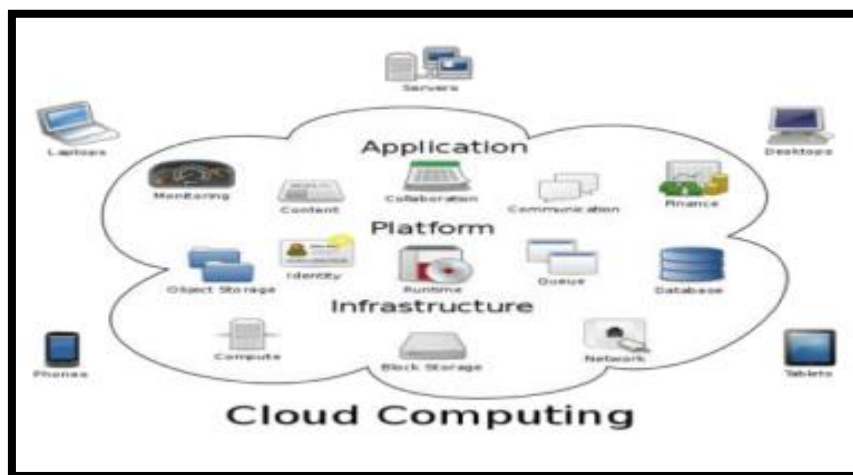 Servers
Laptops
Desktops
Application
Monitoring
Content
Collaboration
Communication
Finance
Platform
Object Storage
Identity
Runtime
Queue
Database
Infrastructure
Compute
Block Storage
Network
Phones
Tablets
Cloud Computing